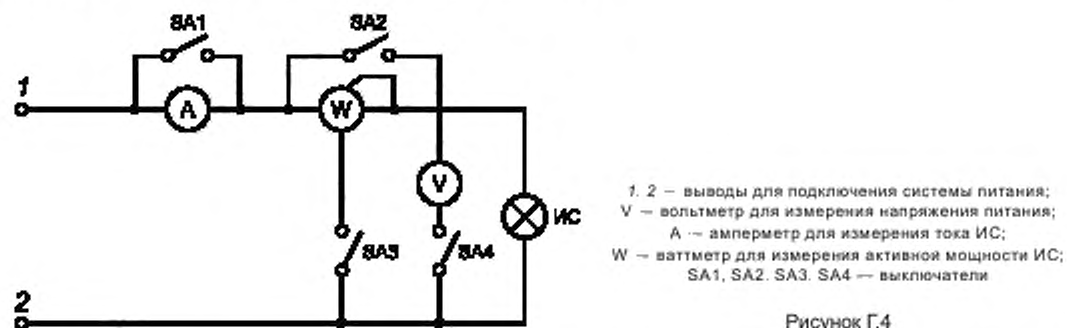 SA1
SA2
1
A
W
V
ИС
SA3
SA4
2
1. 2 — выводы для подключения системы питания;
V — вольтметр для измерения напряжения питания;
А — амперметр для измерения тока ИС;
W — ваттметр для измерения активной мощности ИС;
SA1, SA2. SA3. SA4 — выключатели
Рисунок Г.4